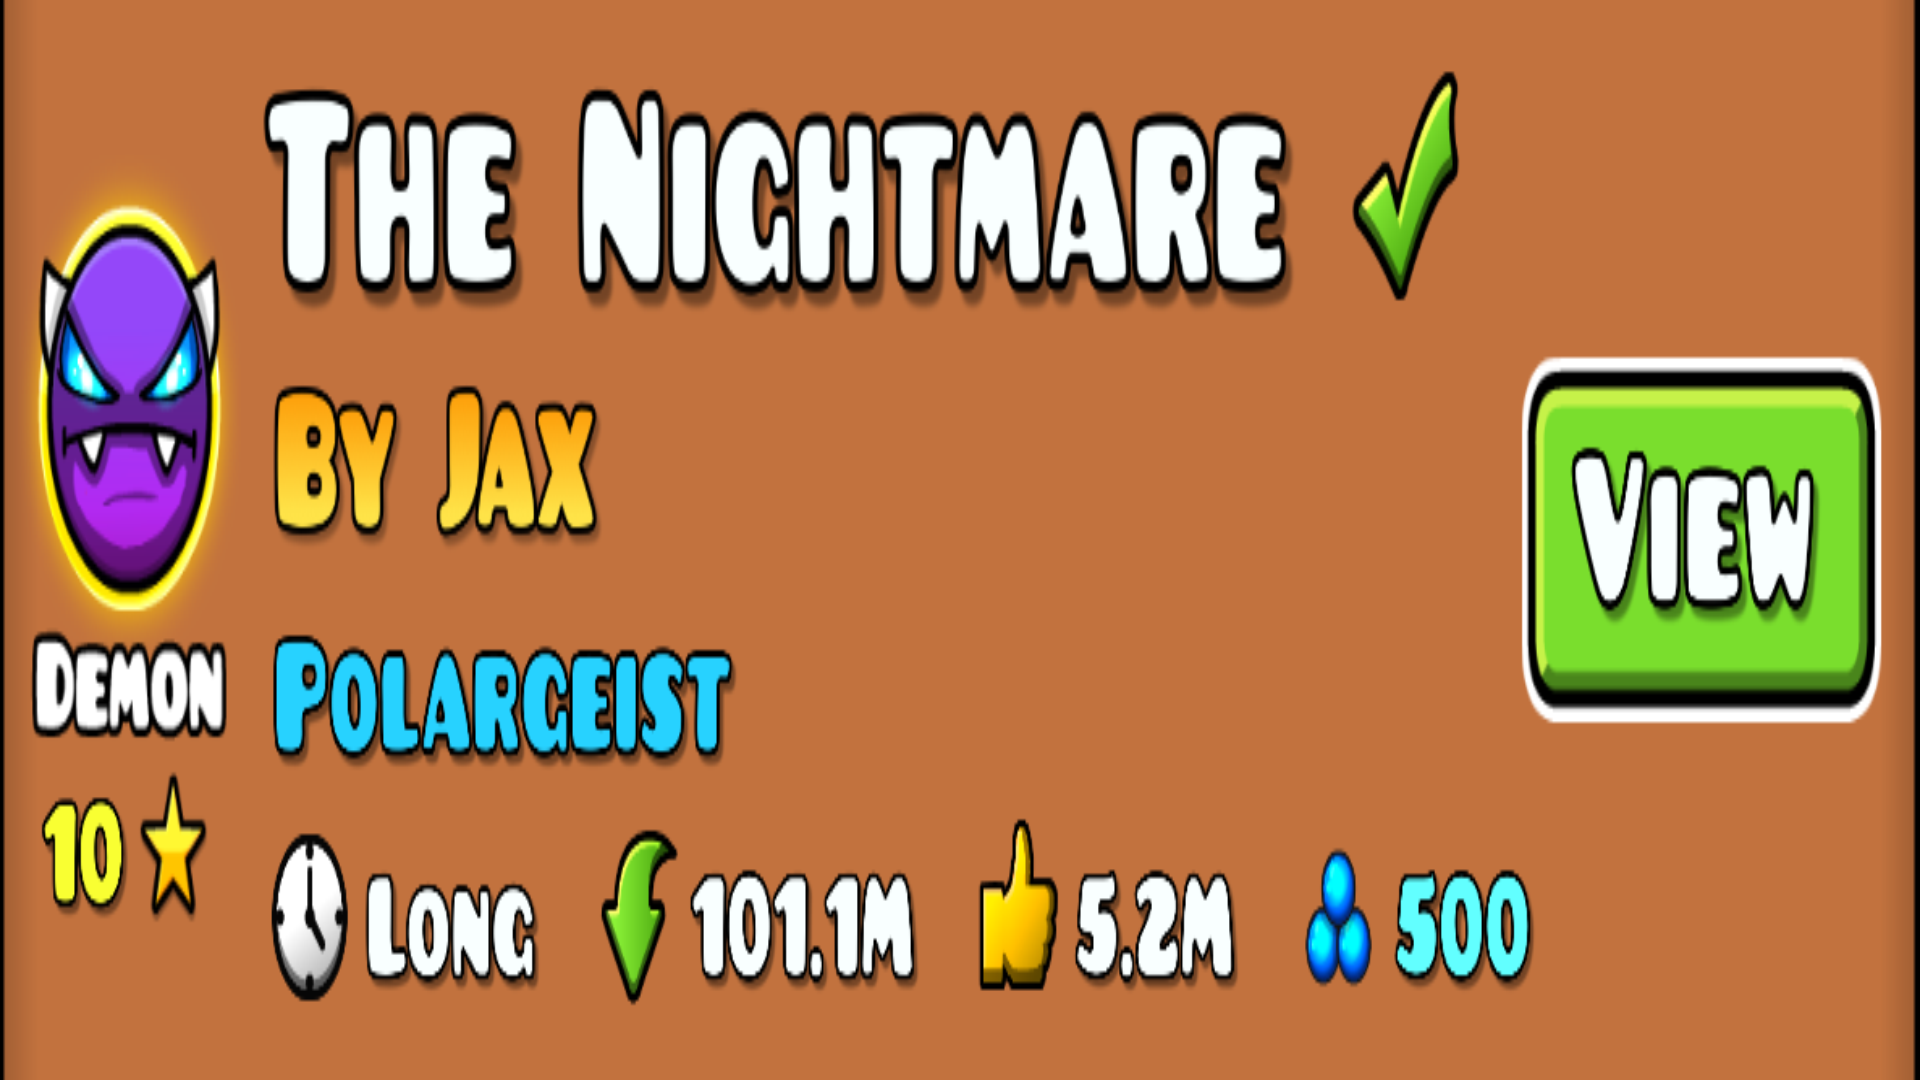 The Nightmare
By Jax
View
Demon
Polargeist
10
Long 101.1M 5.2M 500